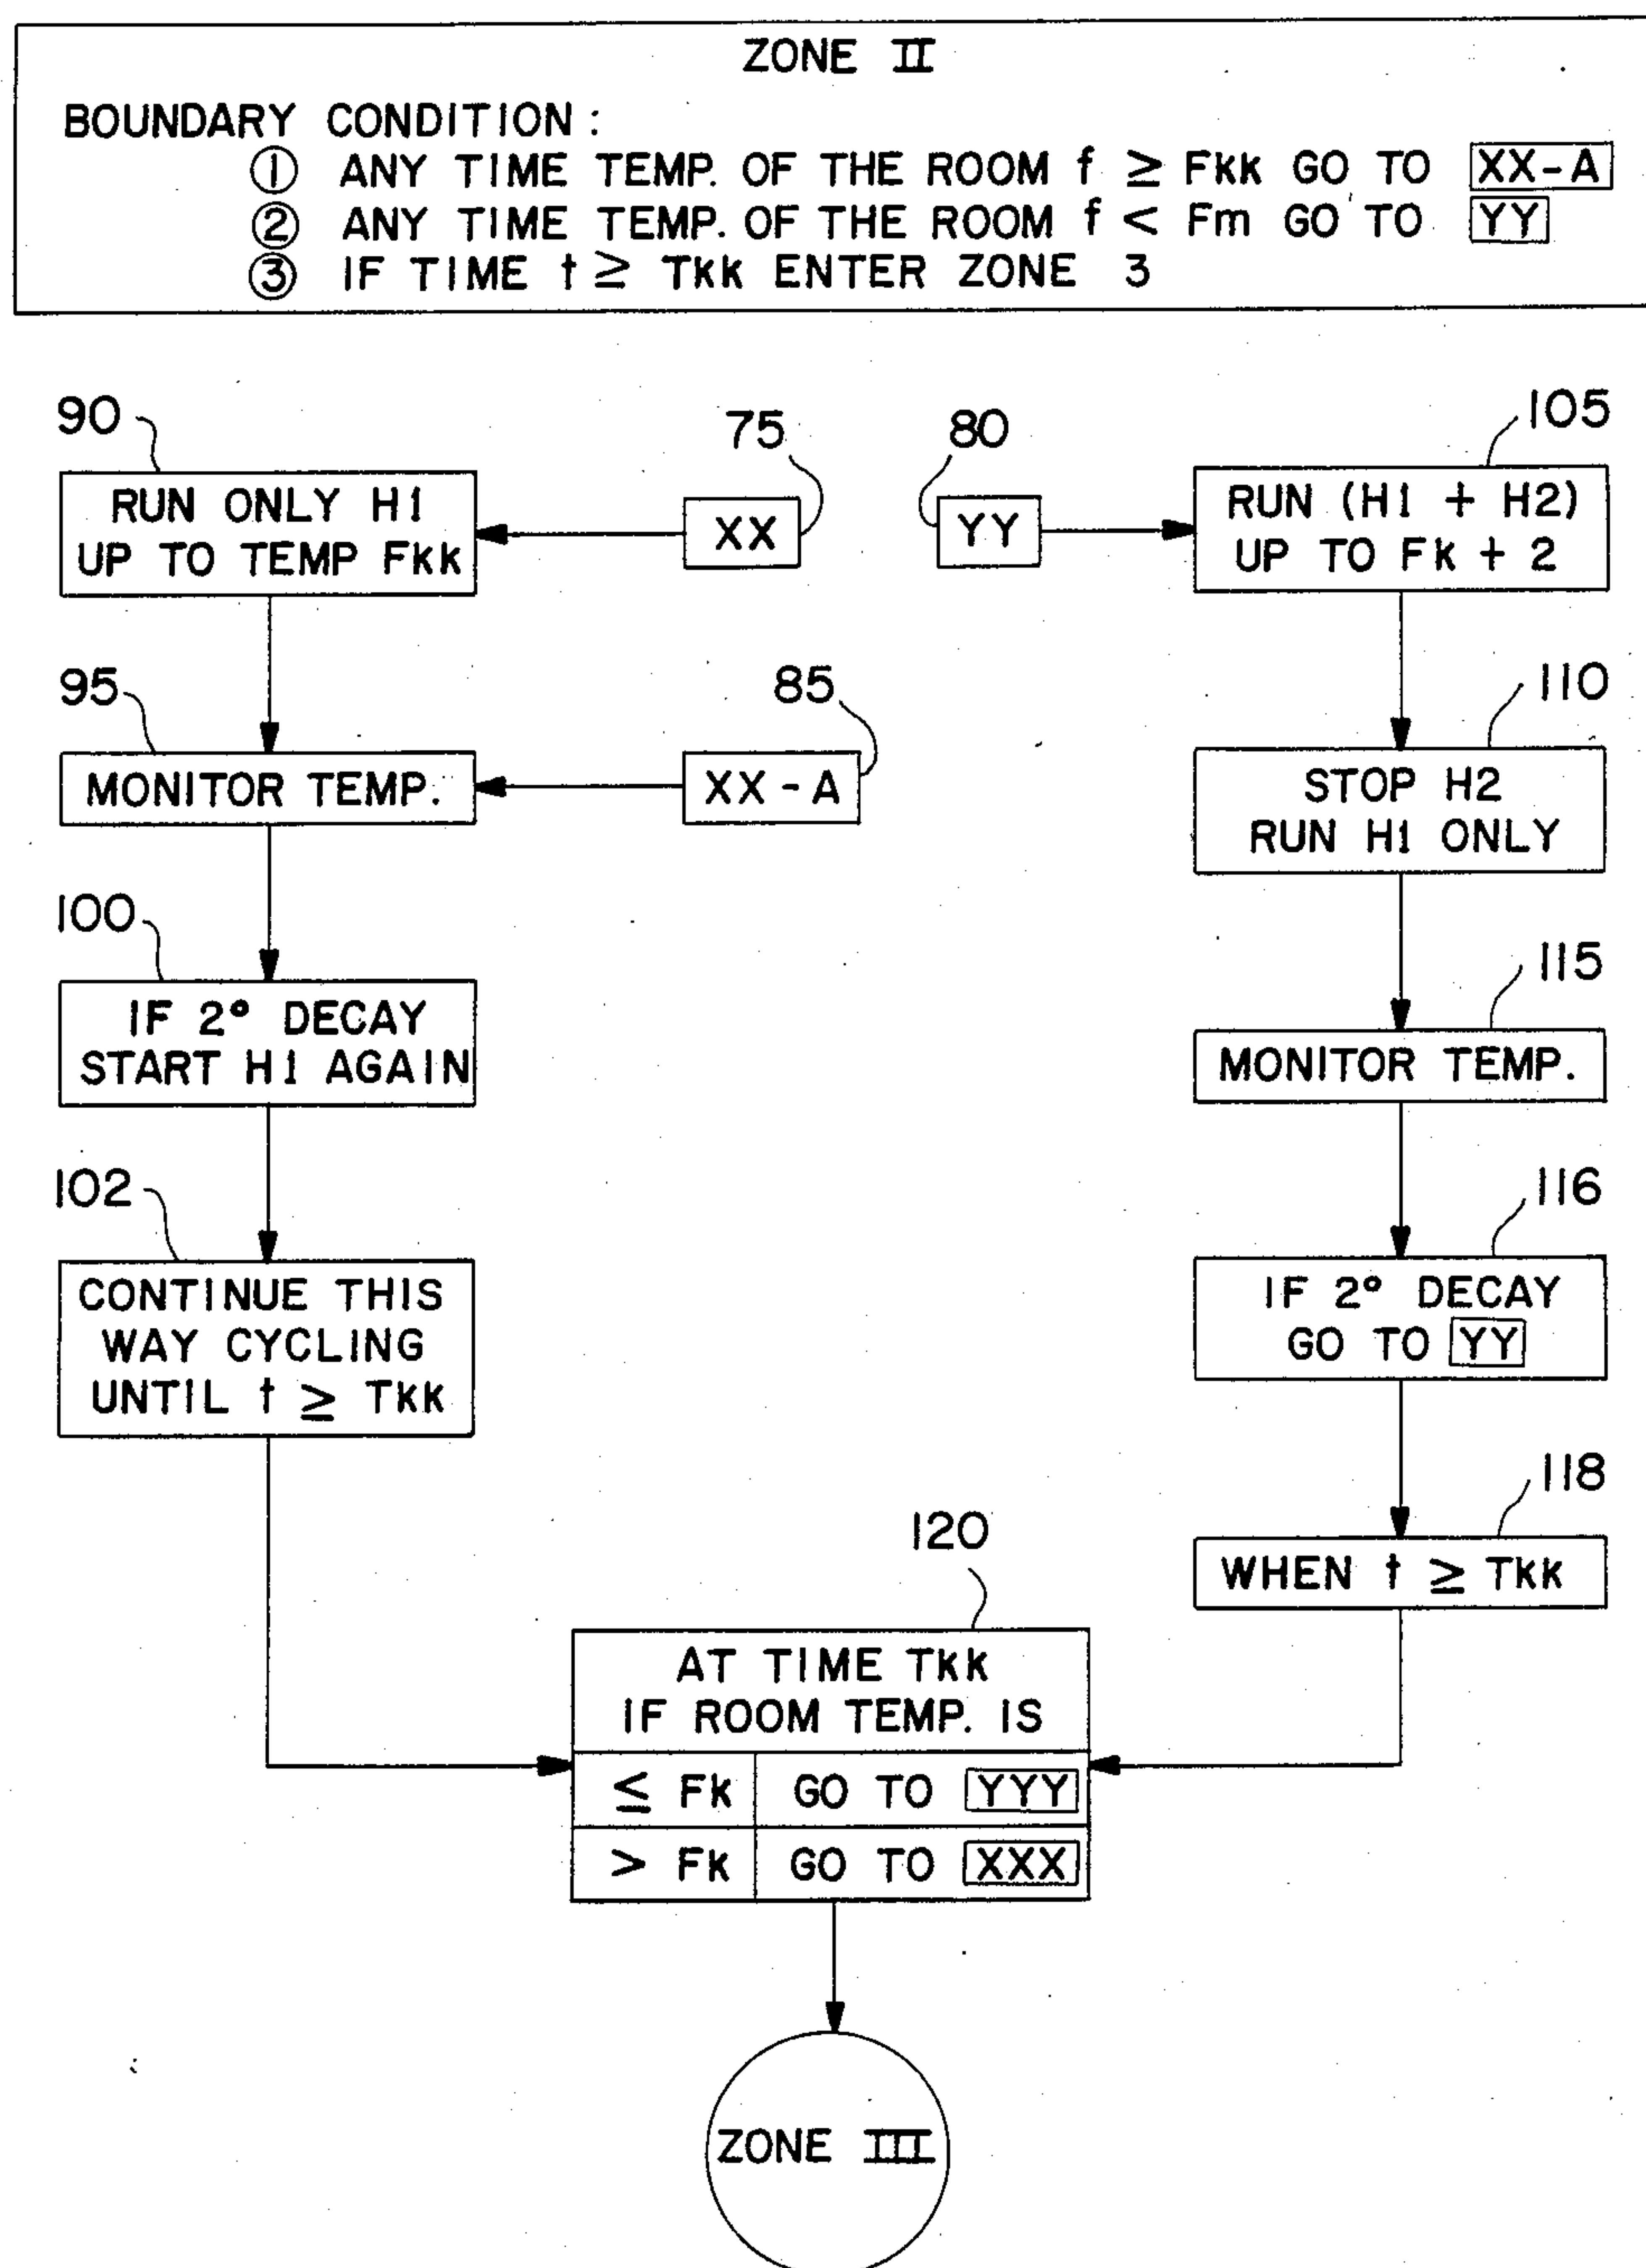 ZONE II
BOUNDARY CONDITION:
① ANY TIME TEMP. OF THE ROOM f ≥ Fkk GO TO XX-A
② ANY TIME TEMP. OF THE ROOM f < Fm GO TO YY
③ IF TIME t ≥ Tkk ENTER ZONE 3
90
75
80
105
RUN ONLY H1
UP TO TEMP Fkk
XX
YY
RUN (H1 + H2)
UP TO Fk + 2
95
85
110
MONITOR TEMP.
XX-A
STOP H2
RUN H1 ONLY
100
115
IF 2° DECAY
START H1 AGAIN
MONITOR TEMP.
102
116
CONTINUE THIS
WAY CYCLING
UNTIL t ≥ Tkk
IF 2° DECAY
GO TO YY
118
WHEN t ≥ Tkk
120
AT TIME Tkk
IF ROOM TEMP. IS
≤ Fk GO TO YYY
> Fk GO TO XXX
ZONE III